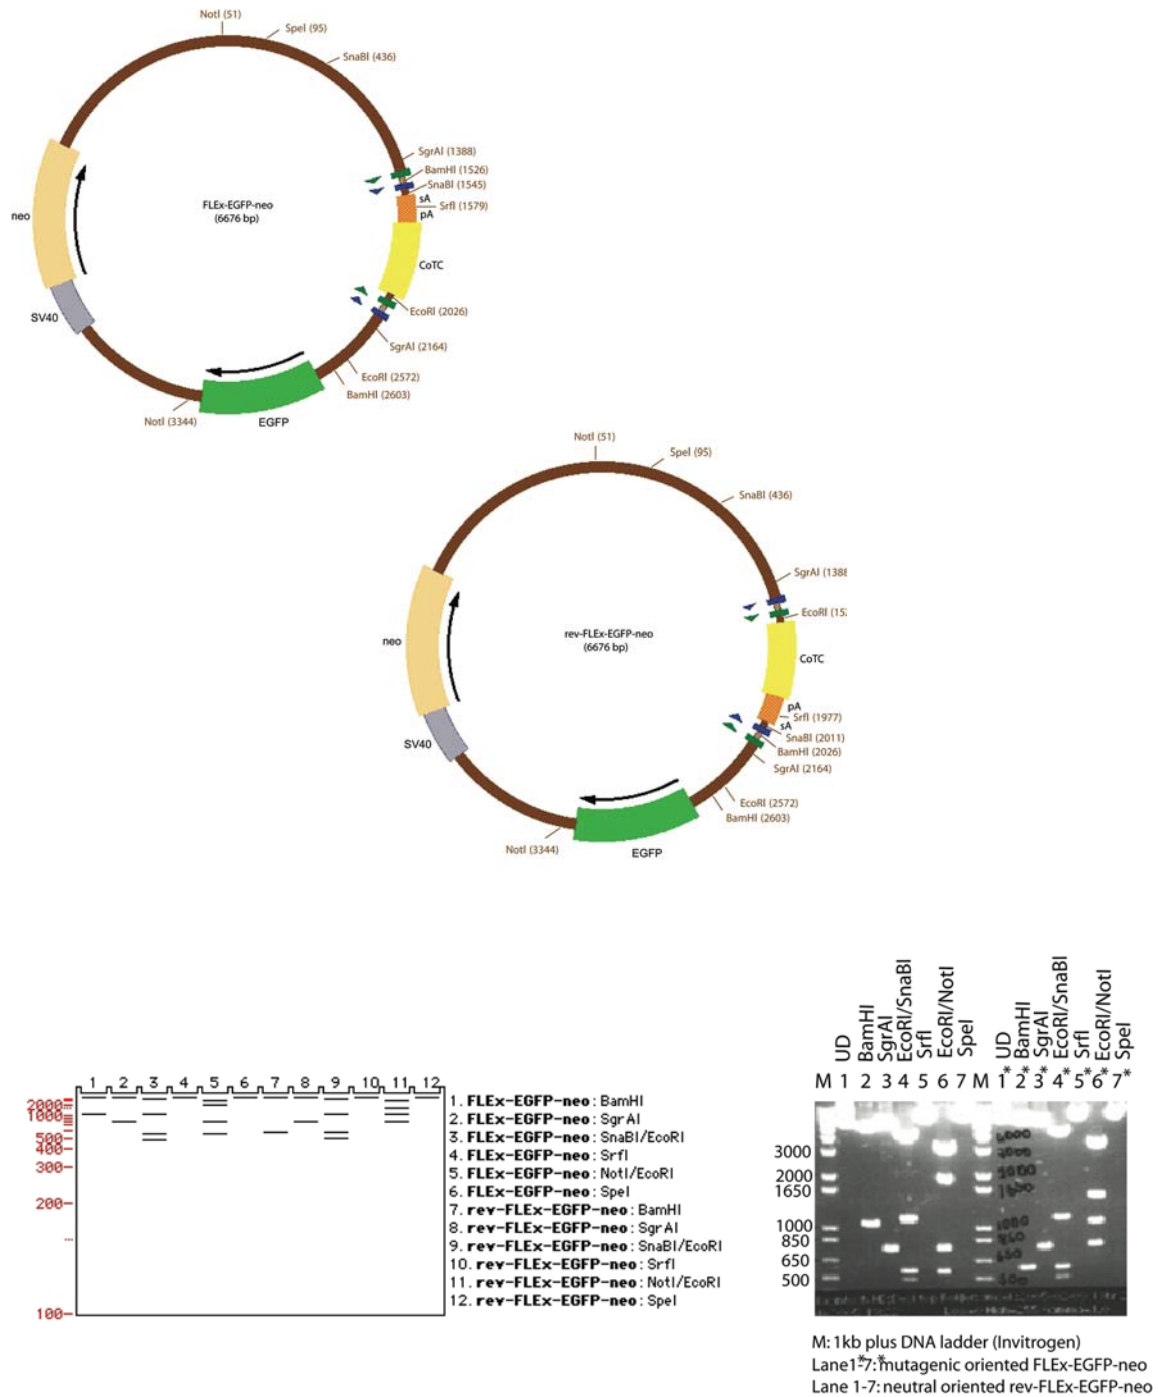 NotI (51)
SpeI (95)
SnaBI (436)
SgrAI (1388)
BamHI (1526)
SnaBI (1545)
sA
SrfI (1579)
pA
FLEx-EGFP-neo
(6676 bp)
neo
CoTC
EcoRI (2026)
SV40
SgrAI (2164)
EcoRI (2572)
BamHI (2603)
NotI (3344)
EGFP
NotI (51)
SpeI (95)
SnaBI (436)
SgrAI (1388
EcoRI (152
rev-FLEx-EGFP-neo
(6676 bp)
neo
CoTC
pA
SrfI (1977)
sA
SnaBI (2011)
BamHI (2026)
SgrAI (2164)
SV40
EcoRI (2572)
BamHI (2603)
NotI (3344)
EGFP
1 2 3 4 5 6 7 8 9 10 11 12
2000
1000
500
400
300
200
100
1. FLEx-EGFP-neo: BamHI
2. FLEx-EGFP-neo: SgrAI
3. FLEx-EGFP-neo: SnaBI/EcoRI
4. FLEx-EGFP-neo: SrfI
5. FLEx-EGFP-neo: NotI/EcoRI
6. FLEx-EGFP-neo: SpeI
7. rev-FLEx-EGFP-neo: BamHI
8. rev-FLEx-EGFP-neo: SgrAI
9. rev-FLEx-EGFP-neo: SnaBI/EcoRI
10. rev-FLEx-EGFP-neo: SrfI
11. rev-FLEx-EGFP-neo: NotI/EcoRI
12. rev-FLEx-EGFP-neo: SpeI
UD BamHI SgrAI EcoRI/SnaBI SrfI EcoRI/NotI SpeI UD BamHI SgrAI EcoRI/SnaBI SrfI EcoRI/NotI SpeI
M 1 2 3 4 5 6 7 M 1* 2* 3* 4* 5* 6* 7*
3000
2000
1650
1000
850
650
500
M: 1kb plus DNA ladder (Invitrogen)
Lane1*7:*mutagenic oriented FLEx-EGFP-neo
Lane 1-7: neutral oriented rev-FLEx-EGFP-neo